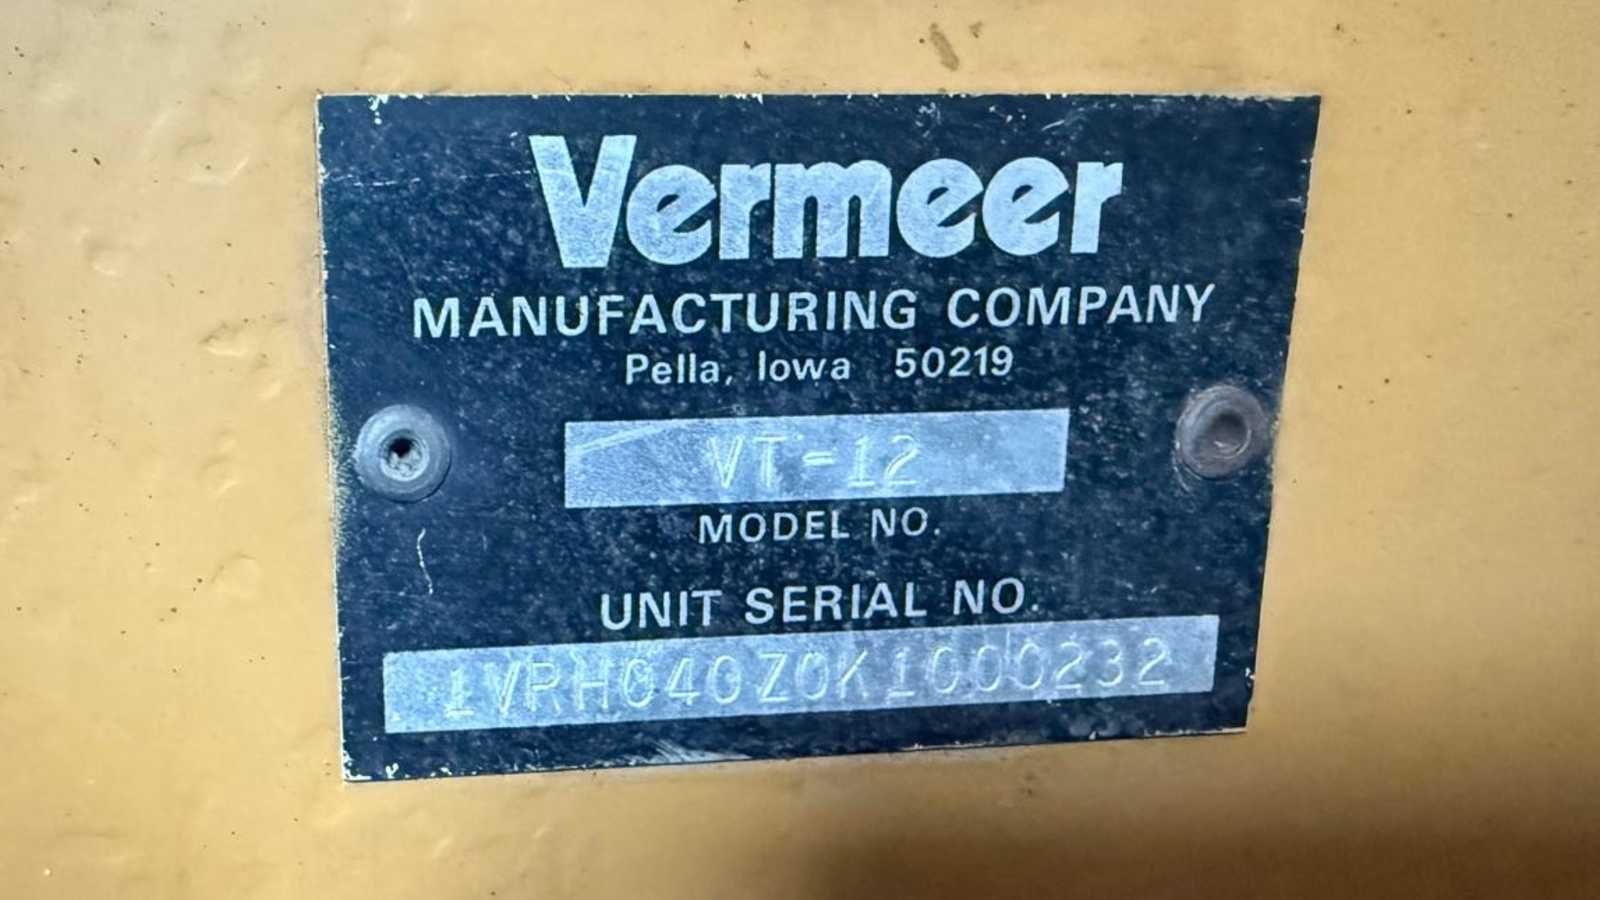 Vermeer
MANUFACTURING COMPANY
Pella, Iowa 50219
VT-12
MODEL NO.
UNIT SERIAL NO.
1VRH040Z0K1000232